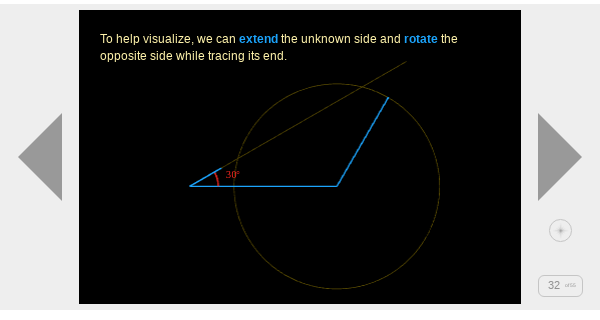 To help visualize, we can extend the unknown side and rotate the
opposite side while tracing its end.
30°
32